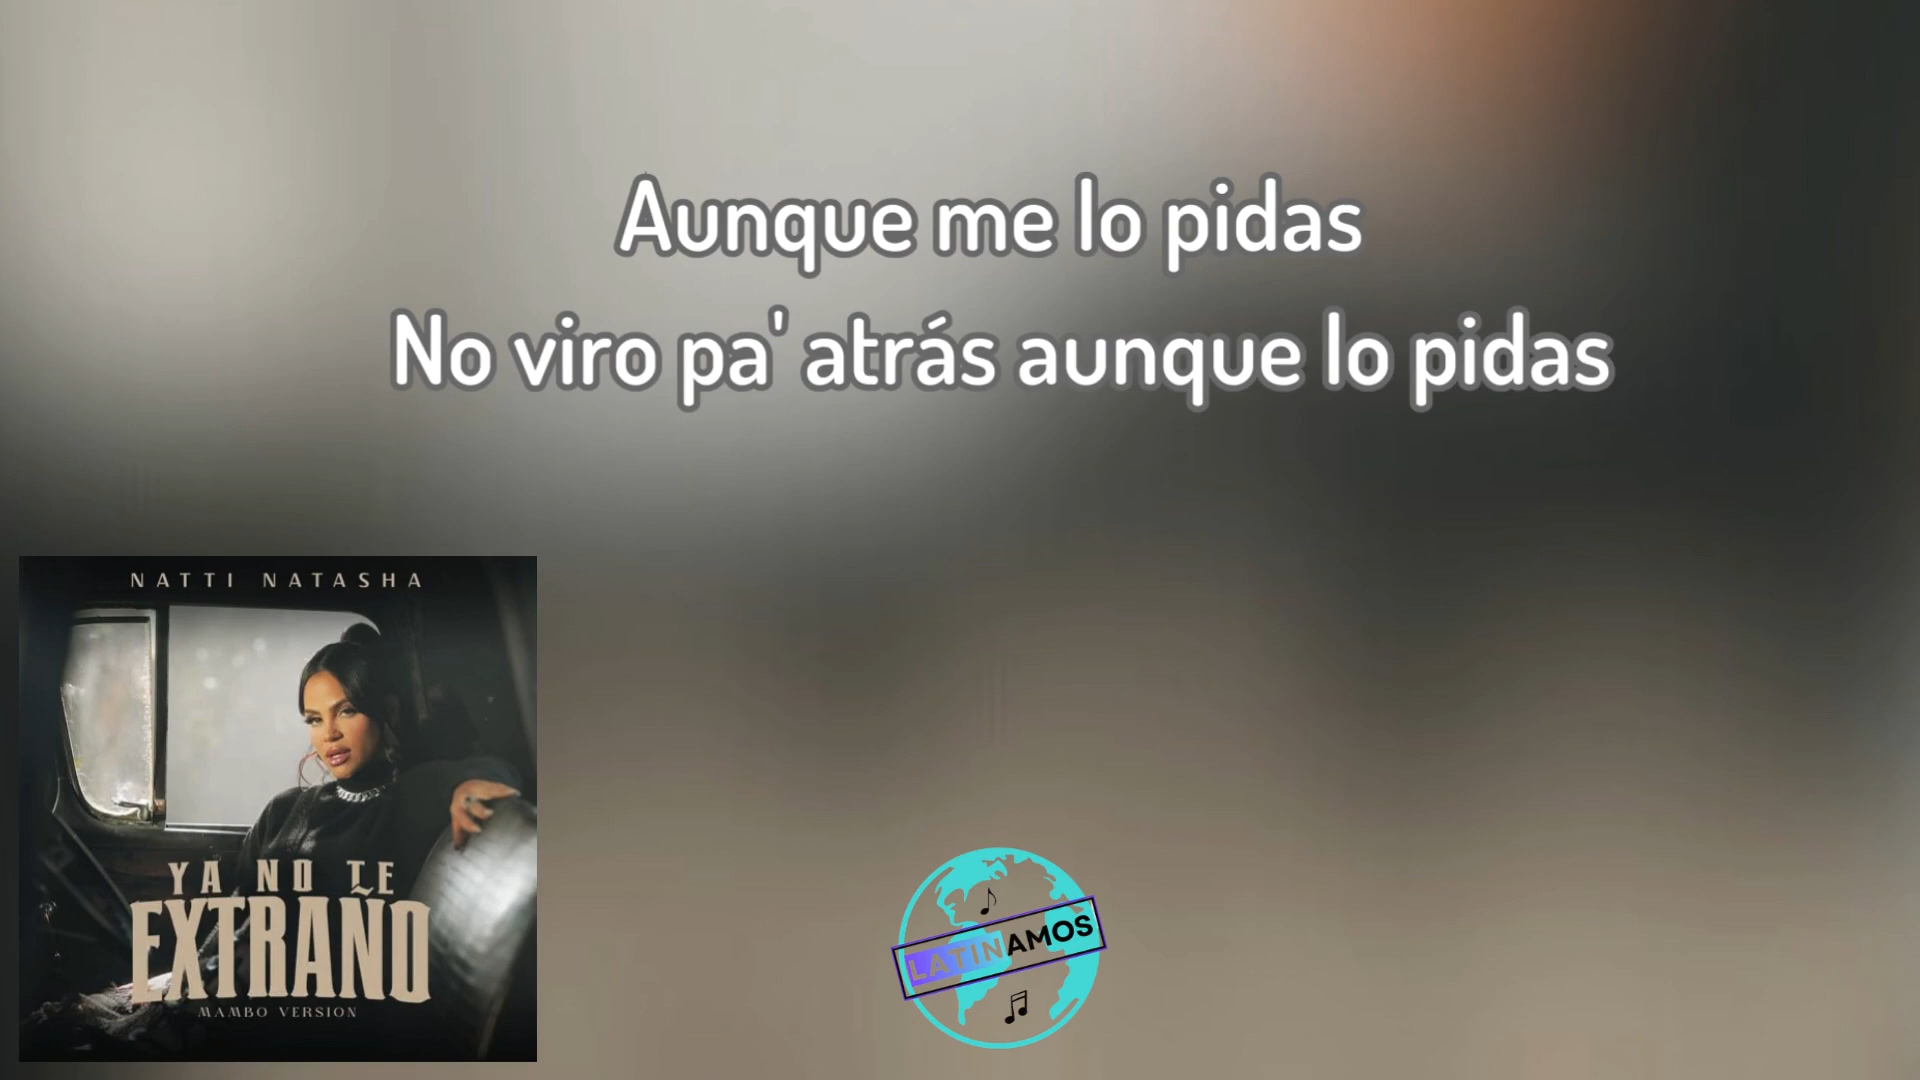 Aunque me lo pidas
No viro pa' atrás aunque lo pidas
NATTI NATASHA
YA NO TE
EXTRAÑO
MAMBO VERSION
LATINAMOS